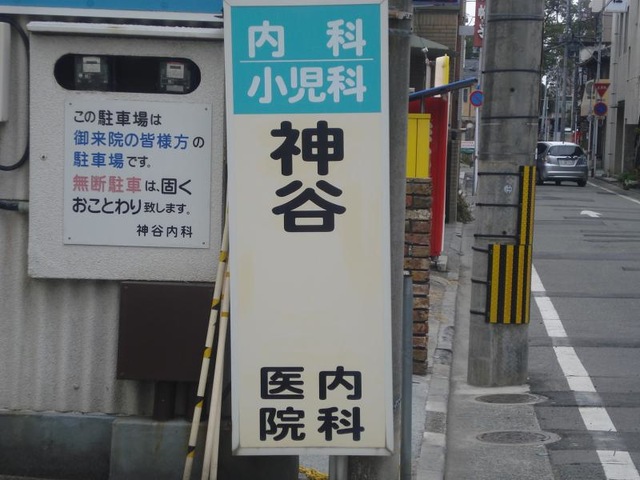 内科
小児科
神谷
内科
医院
この駐車場は
御来院の皆様方の
駐車場です。
無断駐車は、固く
おことわり致します。
神谷内科